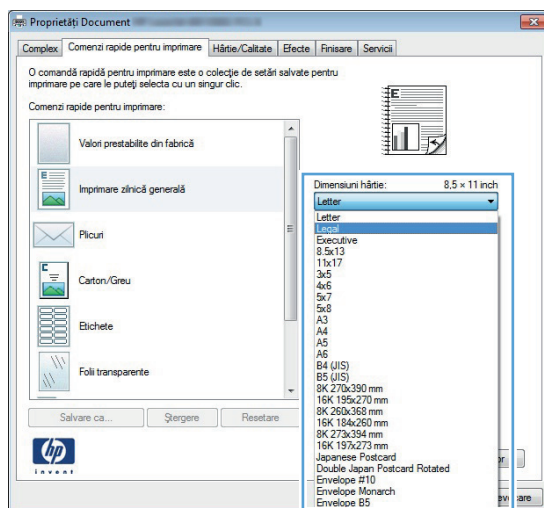 Proprietăți Document
Complex
Comenzi rapide pentru imprimare
Hârtie/Calitate
Efecte
Finisare
Servicii
O comandă rapidă pentru imprimare este o colecție de setări salvate pentru
imprimare pe care le puteți selecta cu un singur clic.
Comenzi rapide pentru imprimare:
Valori prestabilite din fabrică
Imprimare zilnică generală
Plicuri
Carton/Greu
Etichete
Folii transparente
Salvare ca...
Ștergere
Resetare
E
E
E
Dimensiuni hârtie:
8,5 × 11 inch
Letter
Letter
Legal
Executive
8.5x13
11x17
3x5
4x6
5x7
5x8
A3
A4
A5
A6
B4 (JIS)
B5 (JIS)
8K 270x390 mm
16K 195x270 mm
8K 260x368 mm
16K 184x260 mm
8K 273x394 mm
16K 197x273 mm
Japanese Postcard
Double Japan Postcard Rotated
Envelope #10
Envelope Monarch
Envelope B5
hp
invent